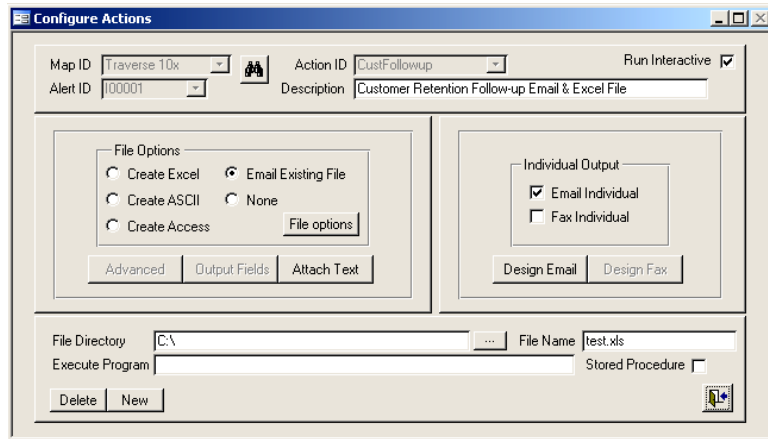 Configure Actions
Map ID Traverse 10x Action ID CustFollowup Run Interactive
Alert ID I00001 Description Customer Retention Follow-up Email & Excel File
File Options Individual Output
Create Excel Email Existing File Email Individual
Create ASCII None Fax Individual
Create Access File options
Advanced Output Fields Attach Text Design Email Design Fax
File Directory C:\ ... File Name test.xls
Execute Program Stored Procedure
Delete New